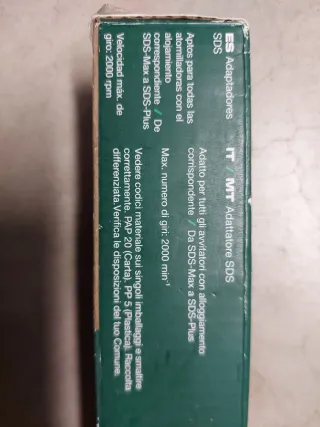 ES Adaptadores
SDS
Aptos para todas las
atornilladoras con el
alojamiento
correspondiente / De
SDS-Max a SDS-Plus
Velocidad máx. de
giro: 2000 rpm
IT / MT Adattatore SDS
Adatto per tutti gli avvitatori con alloggiamento
corrispondente / Da SDS-Max a SDS-Plus
Max. numero di giri: 2000 min⁻¹
Vedere codici materiale sui singoli imballaggi e smaltire
correttamente. PAP 20 (Carta), PP 5 (Plastica). Raccolta
differenziata. Verifica le disposizioni del tuo Comune.